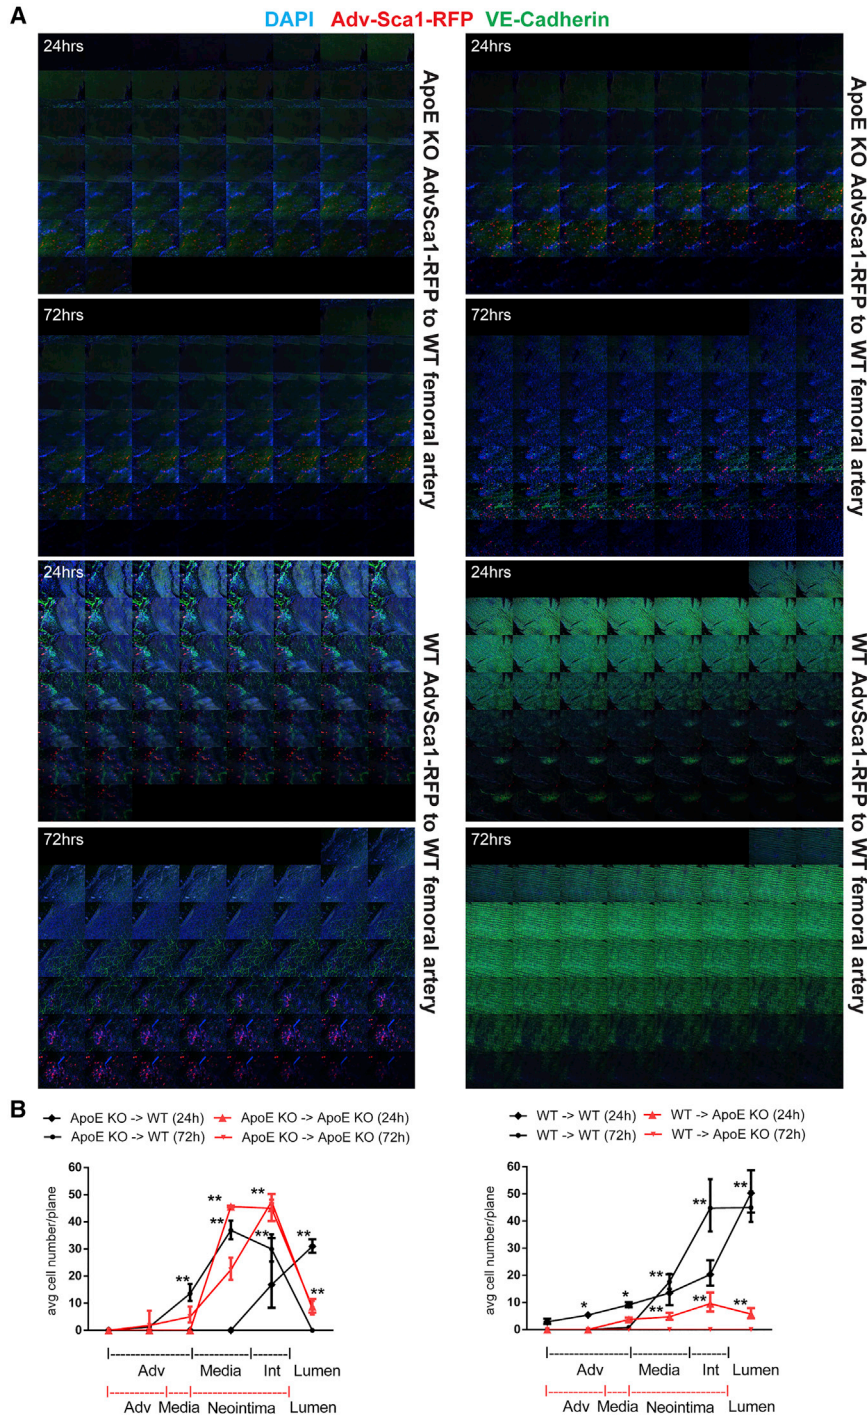 A
DAPI Adv-Sca1-RFP VE-Cadherin
24hrs
72hrs
ApoE KO AdvSca1-RFP to WT femoral artery
24hrs
72hrs
ApoE KO AdvSca1-RFP to WT femoral artery
24hrs
72hrs
WT AdvSca1-RFP to WT femoral artery
24hrs
72hrs
WT AdvSca1-RFP to WT femoral artery
B
ApoE KO -> WT (24h) ApoE KO -> ApoE KO (24h)
ApoE KO -> WT (72h) ApoE KO -> ApoE KO (72h)
avg cell number/plane
60
50
40
30
20
10
0
**
**
**
**
**
**
**
Adv Media Int Lumen
Adv Media Neointima Lumen
WT -> WT (24h) WT -> ApoE KO (24h)
WT -> WT (72h) WT -> ApoE KO (72h)
avg cell number/plane
60
50
40
30
20
10
0
*
*
**
**
**
**
**
**
Adv Media Int Lumen
Adv Media Neointima Lumen